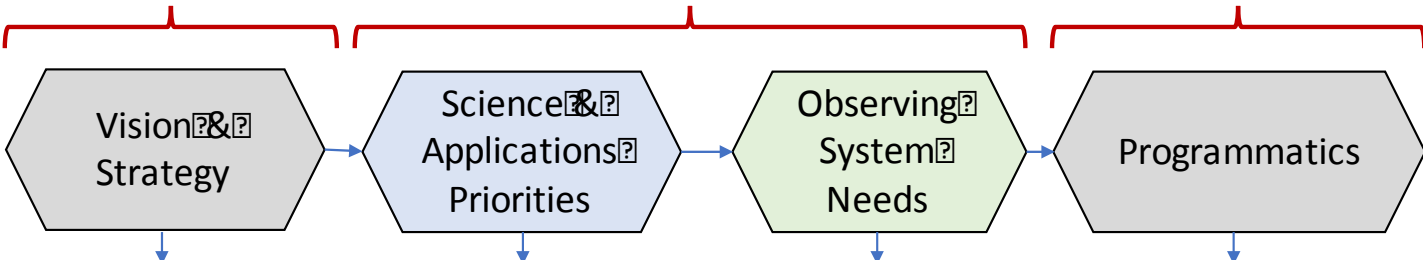 Vision & 
Strategy
Science & 
Applications 
Priorities
Observing 
System 
Needs
Programmatics